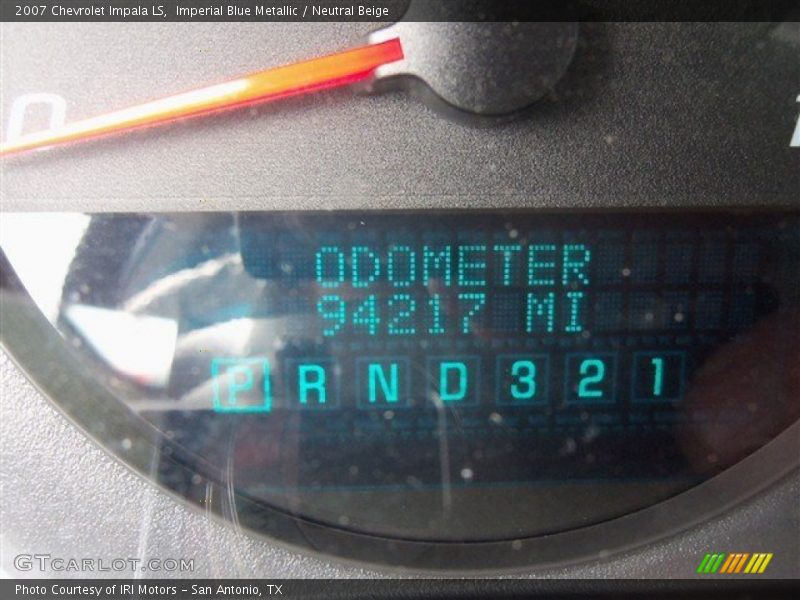 2007 Chevrolet Impala LS,  Imperial Blue Metallic / Neutral Beige
0
ODOMETER
94217 MI
P R N D 3 2 1
GTCARLOT.COM
Photo Courtesy of IRI Motors – San Antonio, TX